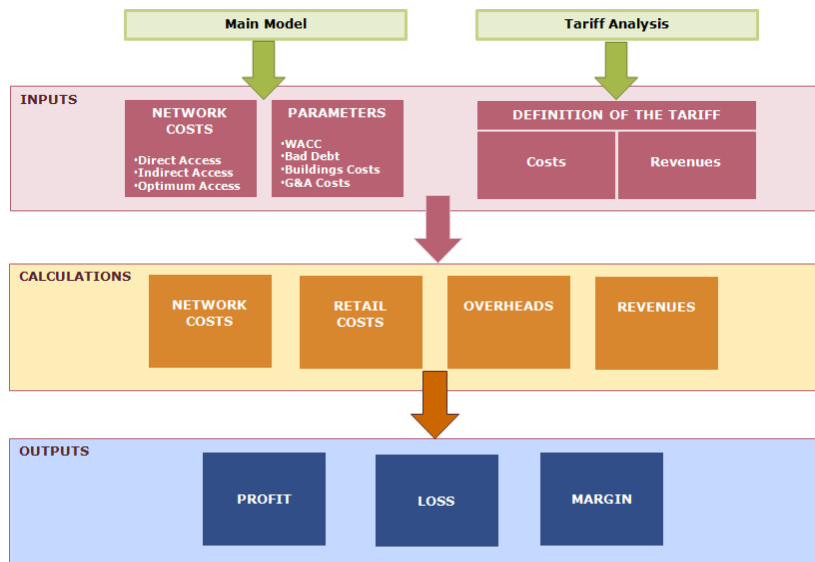 Main Model
Tariff Analysis
INPUTS
NETWORK
COSTS
•Direct Access
•Indirect Access
•Optimum Access
PARAMETERS
•WACC
•Bad Debt
•Buildings Costs
•G&A Costs
DEFINITION OF THE TARIFF
Costs
Revenues
CALCULATIONS
NETWORK
COSTS
RETAIL
COSTS
OVERHEADS
REVENUES
OUTPUTS
PROFIT
LOSS
MARGIN